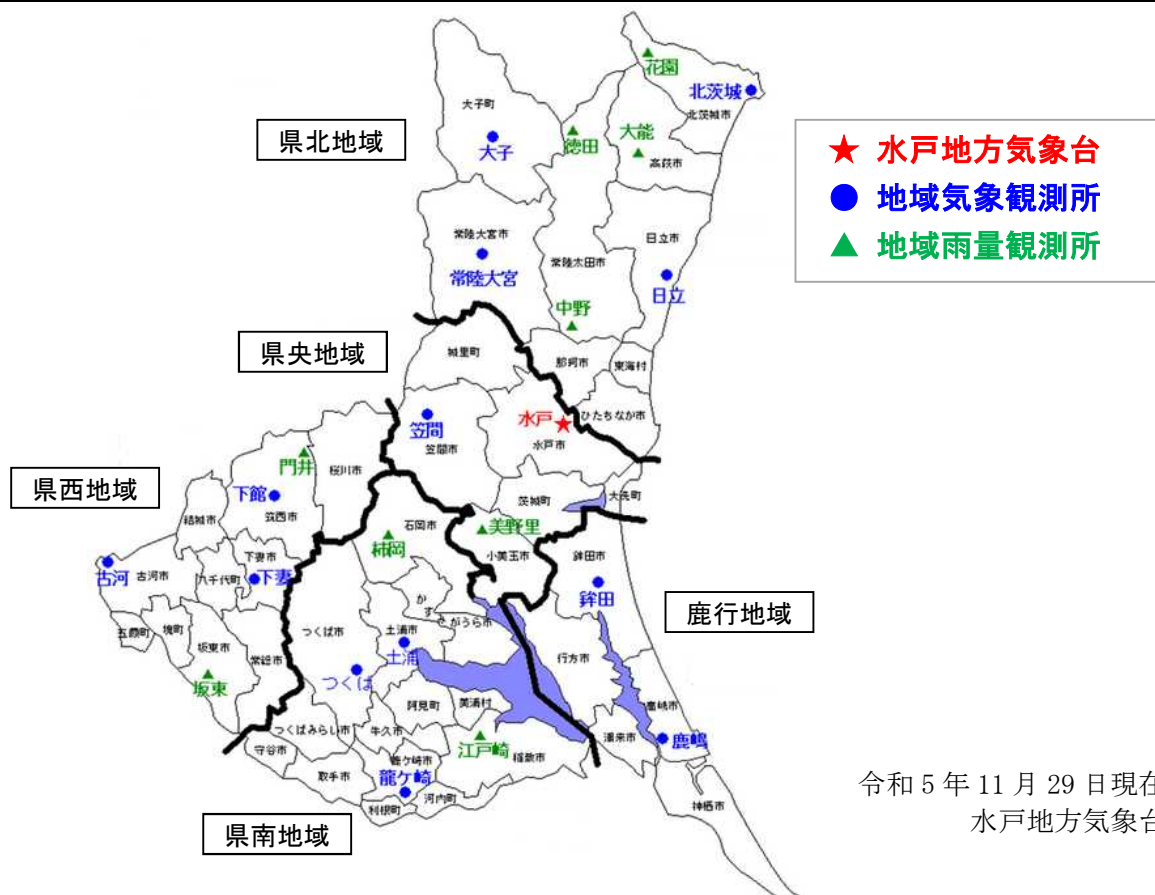 花園
北茨城
北茨城市
大子町
大子
徳田
大能
高萩市
県北地域
★ 水戸地方気象台
● 地域気象観測所
▲ 地域雨量観測所
常陸大宮市
常陸大宮
常陸太田市
日立市
日立
中野
県央地域
城里町
那珂市
東海村
ひたちなか市
笠間
笠間市
水戸
水戸市
県西地域
門井
桜川市
下館
筑西市
結城市
茨城町
大洗町
石岡市
柿岡
美野里
小美玉市
鉾田市
鉾田
古河
古河市
八千代町
下妻市
下妻
鹿行地域
五霞町
境町
坂東市
坂東
常総市
つくば市
つくば
かすみがうら市
土浦市
土浦
行方市
阿見町
美浦村
つくばみらい市
牛久市
江戸崎
稲敷市
潮来市
鹿嶋市
鹿嶋
神栖市
守谷市
取手市
龍ケ崎市
龍ケ崎
利根町
河内町
県南地域
令和5年11月29日現在
水戸地方気象台